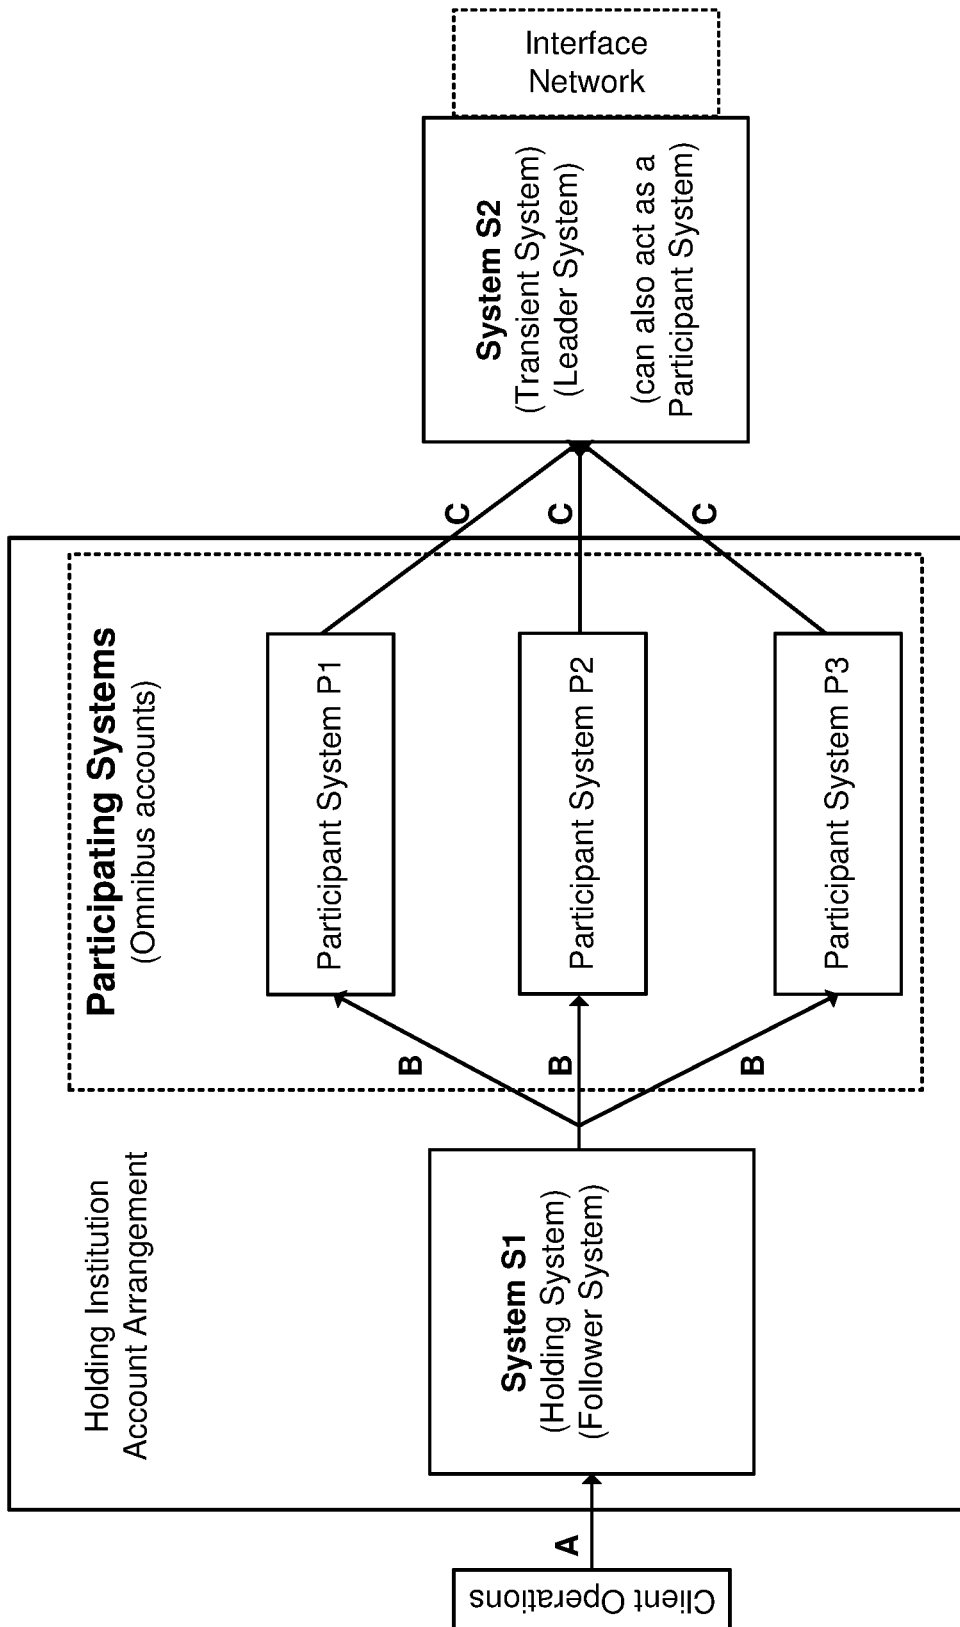 Interface
Network
System S2
(Transient System)
(Leader System)
(can also act as a
Participant System)
C
C
C
Participating Systems
(Omnibus accounts)
Participant System P1
Participant System P2
Participant System P3
B
B
B
Holding Institution
Account Arrangement
System S1
(Holding System)
(Follower System)
A
Client Operations